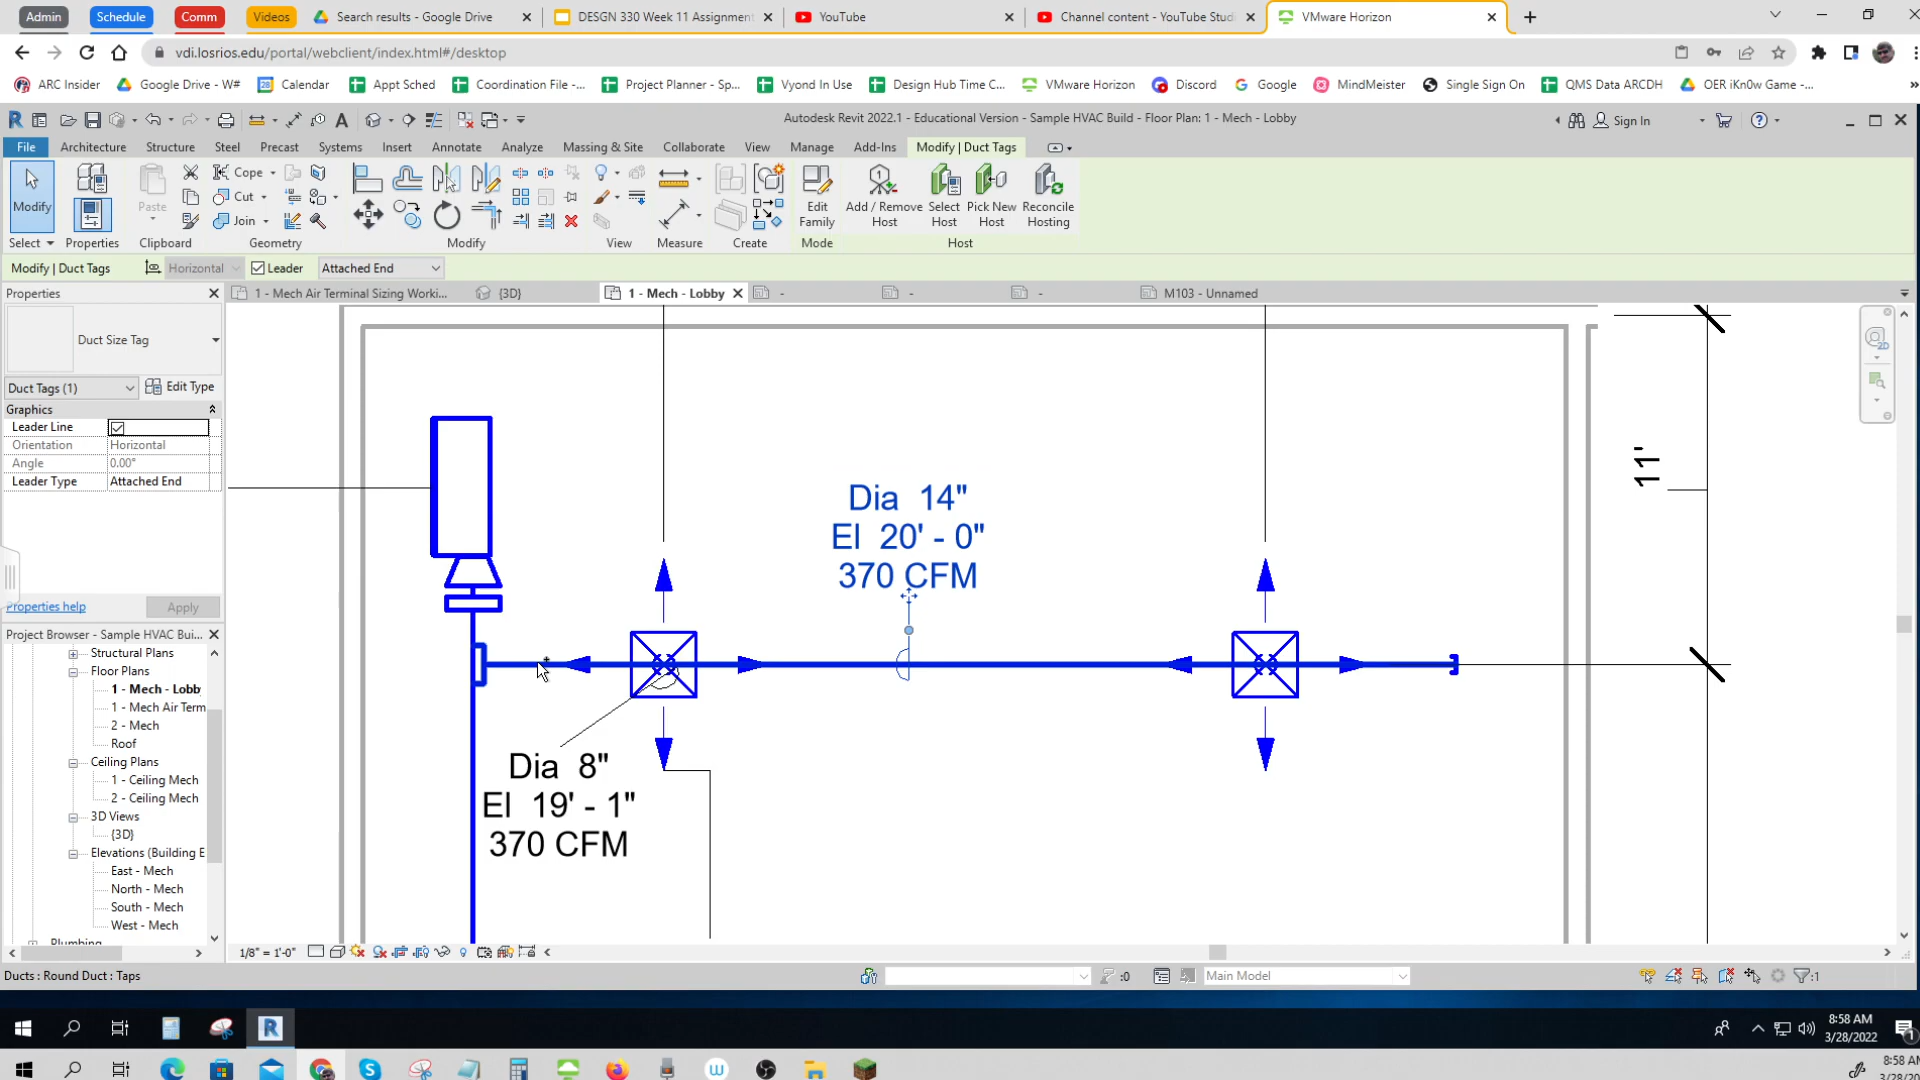 Admin
Schedule
Comm
Videos
Search results - Google Drive
DESGN 330 Week 11 Assignment
YouTube
Channel content - YouTube Studi
VMware Horizon
vdi.losrios.edu/portal/webclient/index.html#/desktop
ARC Insider
Google Drive - W#
Calendar
Appt Sched
Coordination File -...
Project Planner - Sp...
Vyond In Use
Design Hub Time C...
VMware Horizon
Discord
Google
MindMeister
Single Sign On
QMS Data ARCDH
OER iKn0w Game -...
Autodesk Revit 2022.1 - Educational Version - Sample HVAC Build - Floor Plan: 1 - Mech - Lobby
Sign In
File
Architecture
Structure
Steel
Precast
Systems
Insert
Annotate
Analyze
Massing & Site
Collaborate
View
Manage
Add-Ins
Modify | Duct Tags
Modify
Paste
Cope
Cut
Join
Edit
Family
Add / Remove
Host
Select
Host
Pick New
Host
Reconcile
Hosting
Select
Properties
Clipboard
Geometry
Modify
View
Measure
Create
Mode
Host
Modify | Duct Tags
Horizontal
Leader
Attached End
Properties
1 - Mech Air Terminal Sizing Worki...
{3D}
1 - Mech - Lobby
-
-
-
M103 - Unnamed
Duct Size Tag
Duct Tags (1)
Edit Type
Graphics
Leader Line
Orientation Horizontal
Angle 0.00°
Leader Type Attached End
Properties help
Apply
Project Browser - Sample HVAC Bui...
Structural Plans
Floor Plans
1 - Mech - Lobby
1 - Mech Air Term
2 - Mech
Roof
Ceiling Plans
1 - Ceiling Mech
2 - Ceiling Mech
3D Views
{3D}
Elevations (Building E
East - Mech
North - Mech
South - Mech
West - Mech
Plumbing
Dia 14"
El 20' - 0"
370 CFM
Dia 8"
El 19' - 1"
370 CFM
11'
2D
1/8" = 1'-0"
Ducts : Round Duct : Taps
:0
Main Model
:1
8:58 AM
3/28/2022
1
8:58 AM